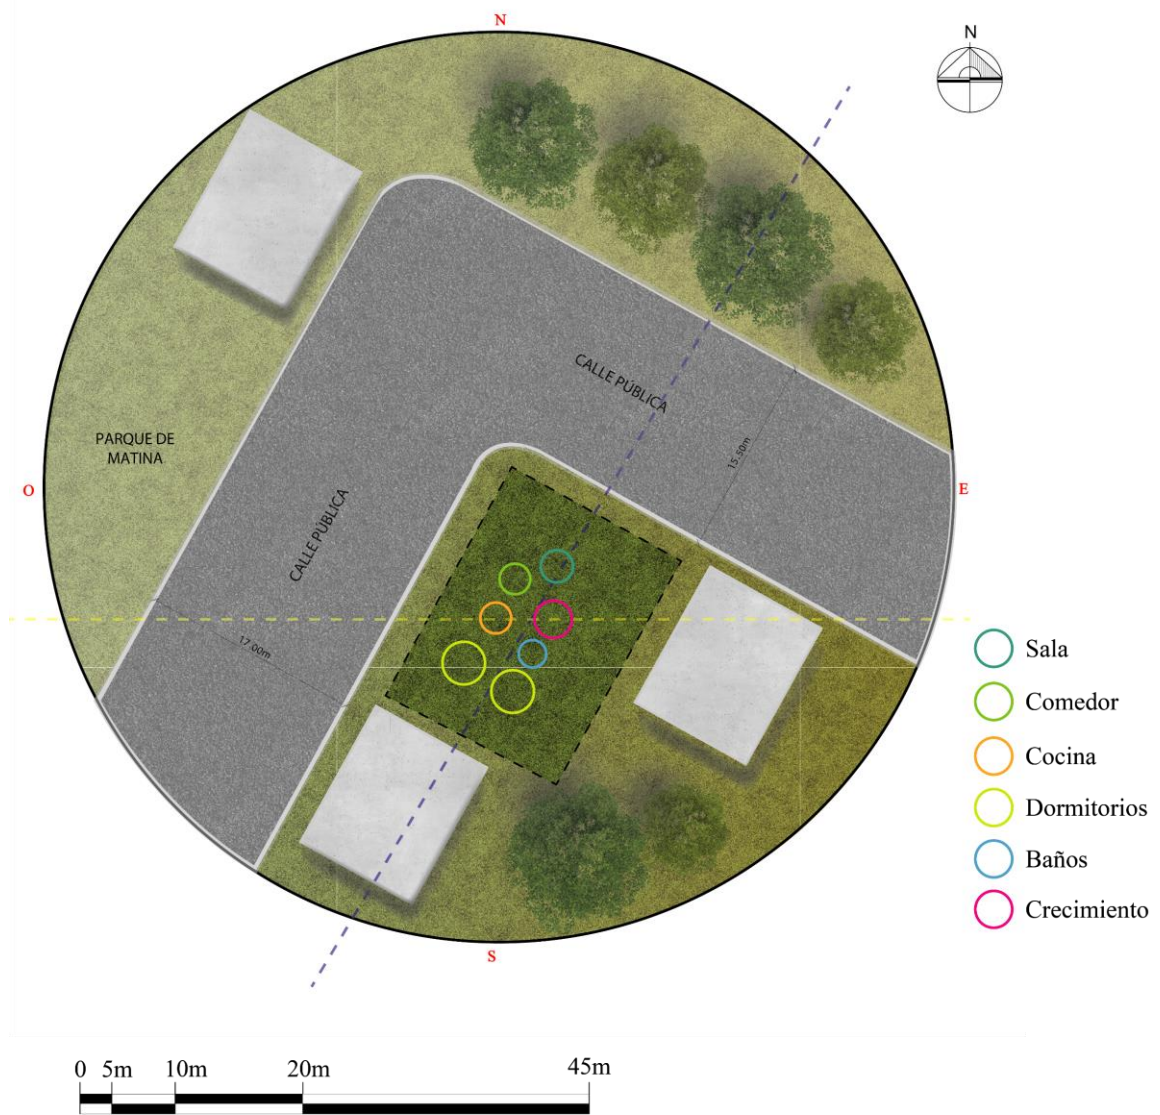 N
N
CALLE PÚBLICA
PARQUE DE
MATINA
15.50m
O
E
CALLE PÚBLICA
17.00m
Sala
Comedor
Cocina
Dormitorios
Baños
Crecimiento
S
0 5m 10m 20m 45m